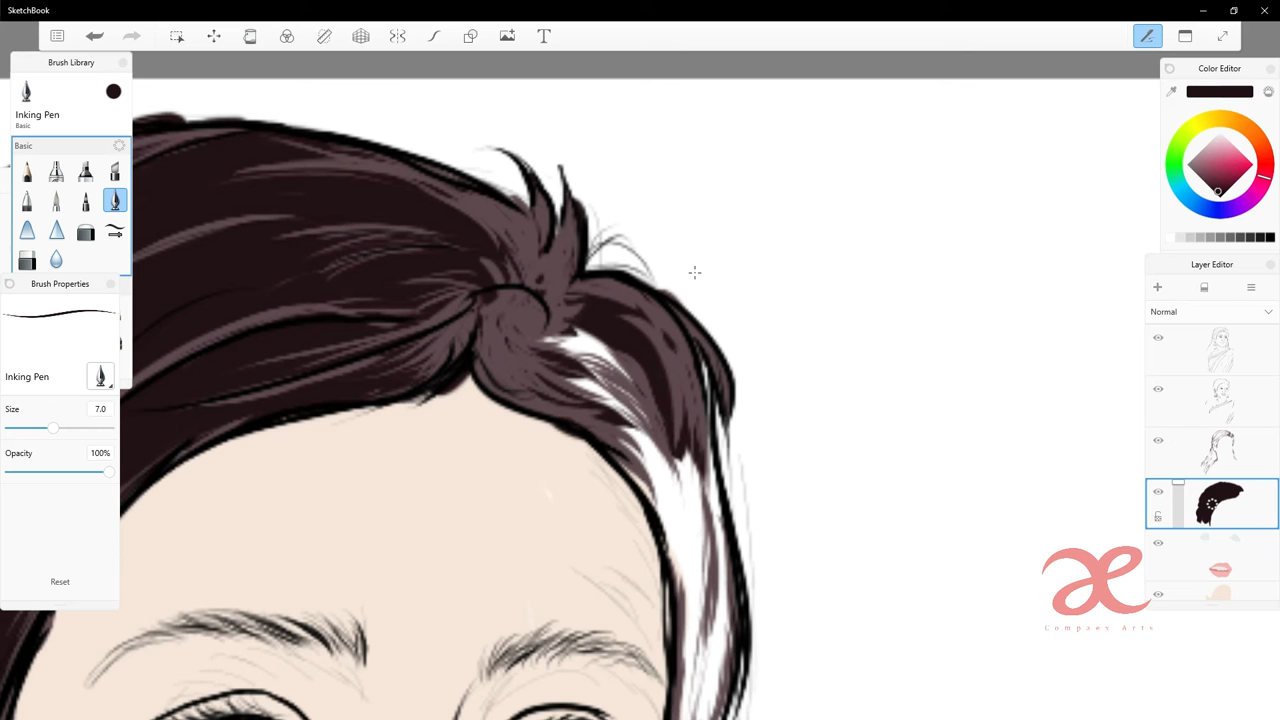 SketchBook
Brush Library
Inking Pen
Basic
Basic
Brush Properties
Inking Pen
Size 7.0
Opacity 100%
Reset
T
Color Editor
Layer Editor
Normal
æ
Compaex Arts